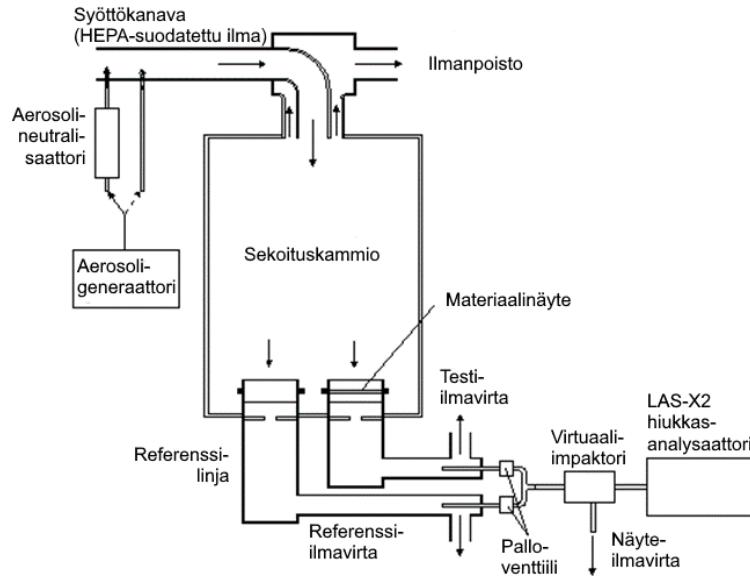 Syöttökanava
(HEPA-suodatettu ilma)
Ilmanpoisto
Aerosoli-
neutrali-
saattori
Sekoituskammio
Aerosoli-
generaattori
Materiaalinäyte
Testi-
ilmavirta
LAS-X2
hiukkas-
analysaattori
Virtuaali-
impaktori
Referenssi-
linja
Referenssi-
ilmavirta
Pallo-
venttiili
Näyte-
ilmavirta